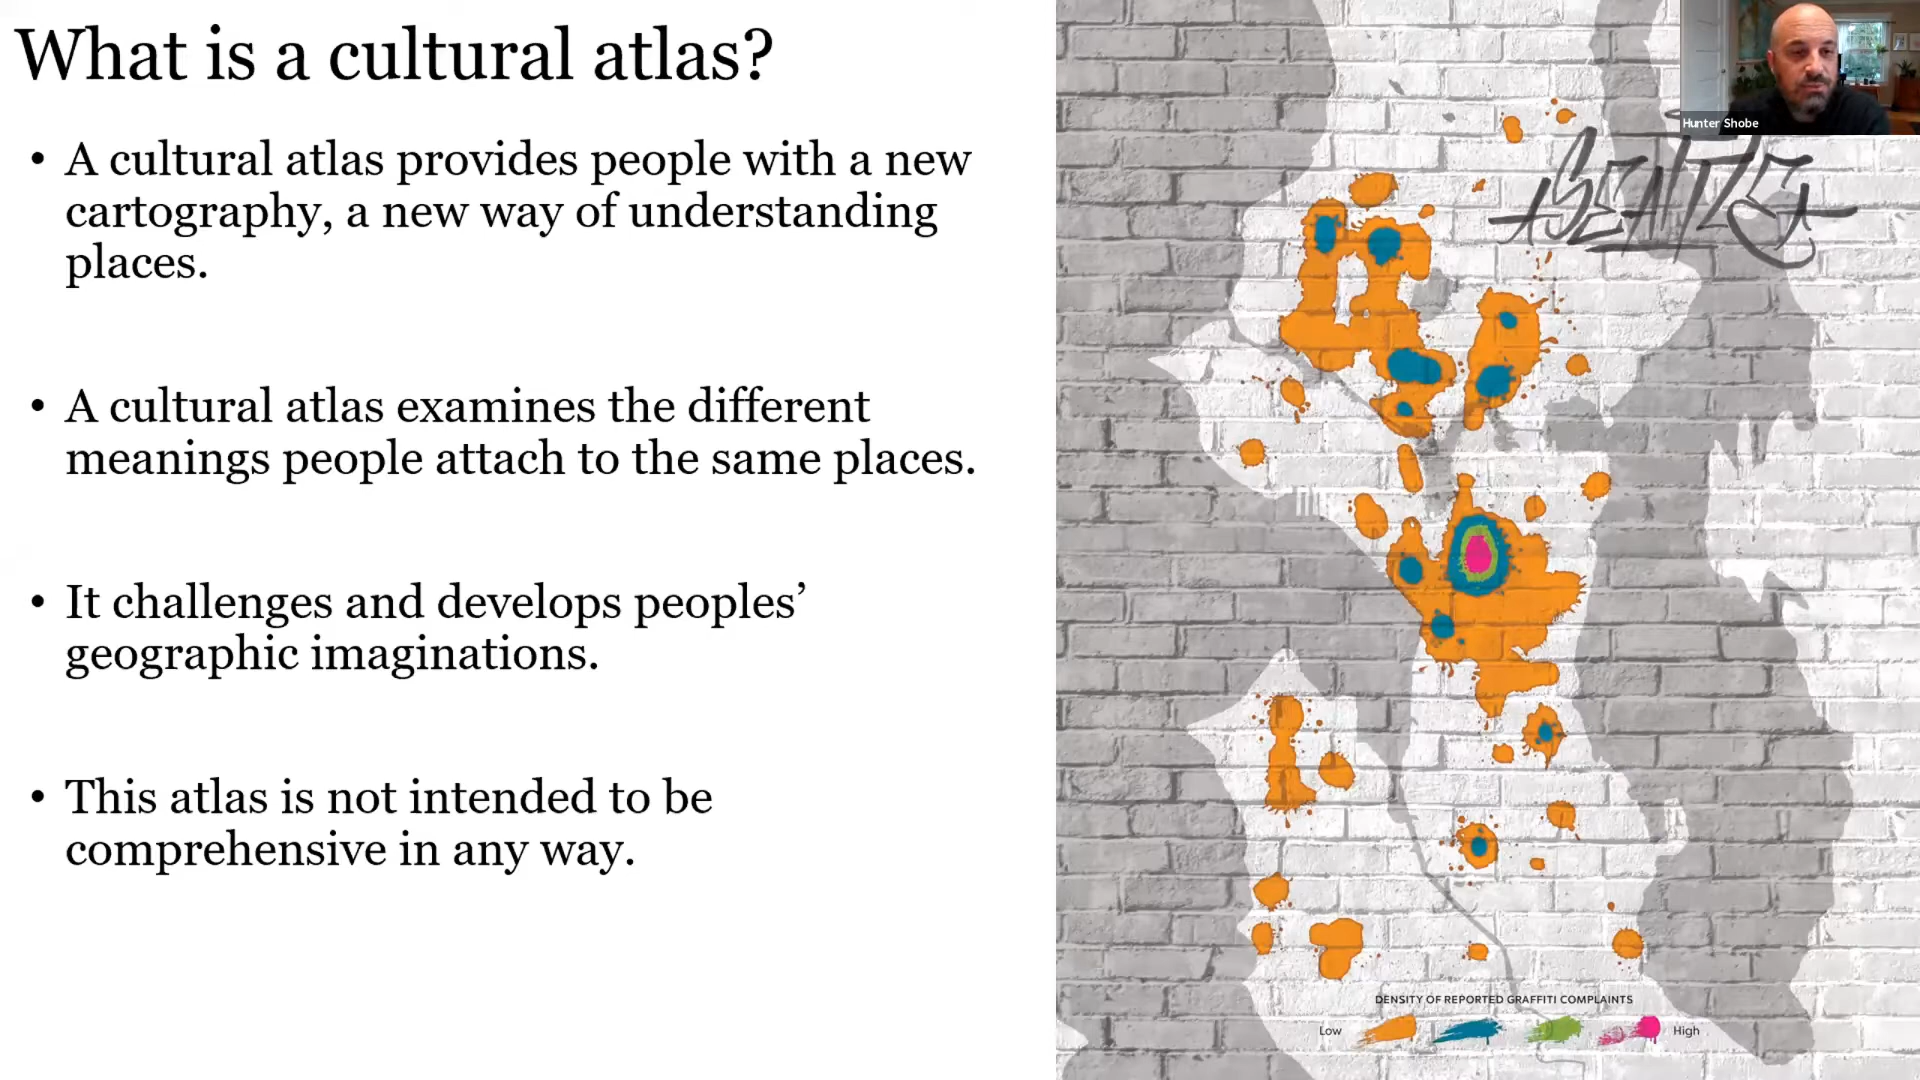 What is a cultural atlas?
• A cultural atlas provides people with a new
cartography, a new way of understanding
places.
• A cultural atlas examines the different
meanings people attach to the same places.
• It challenges and develops peoples’
geographic imaginations.
• This atlas is not intended to be
comprehensive in any way.
Hunter Shobe
SEATTLE
DENSITY OF REPORTED GRAFFITI COMPLAINTS
Low High